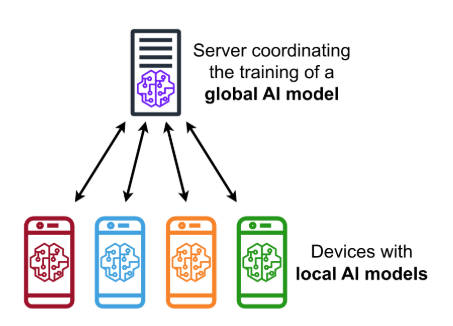 Server coordinating
the training of a
global AI model
Devices with
local AI models